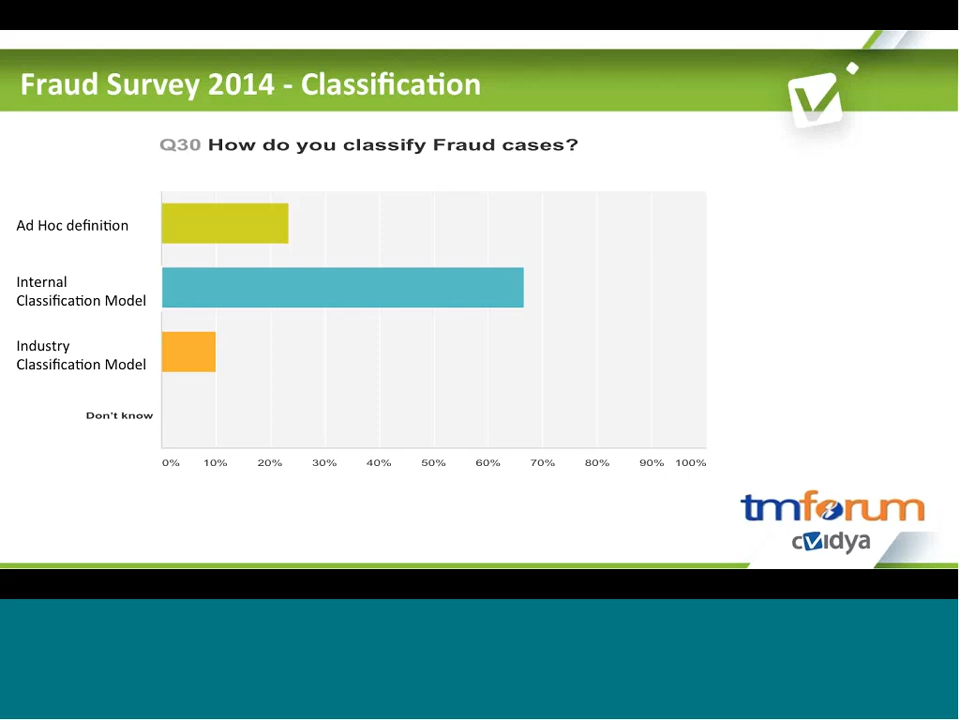 Fraud Survey 2014 - Classification
Q30 How do you classify Fraud cases?
Ad Hoc definition
Internal
Classification Model
Industry
Classification Model
Don't know
0% 10% 20% 30% 40% 50% 60% 70% 80% 90% 100%
tmforum
cVidya